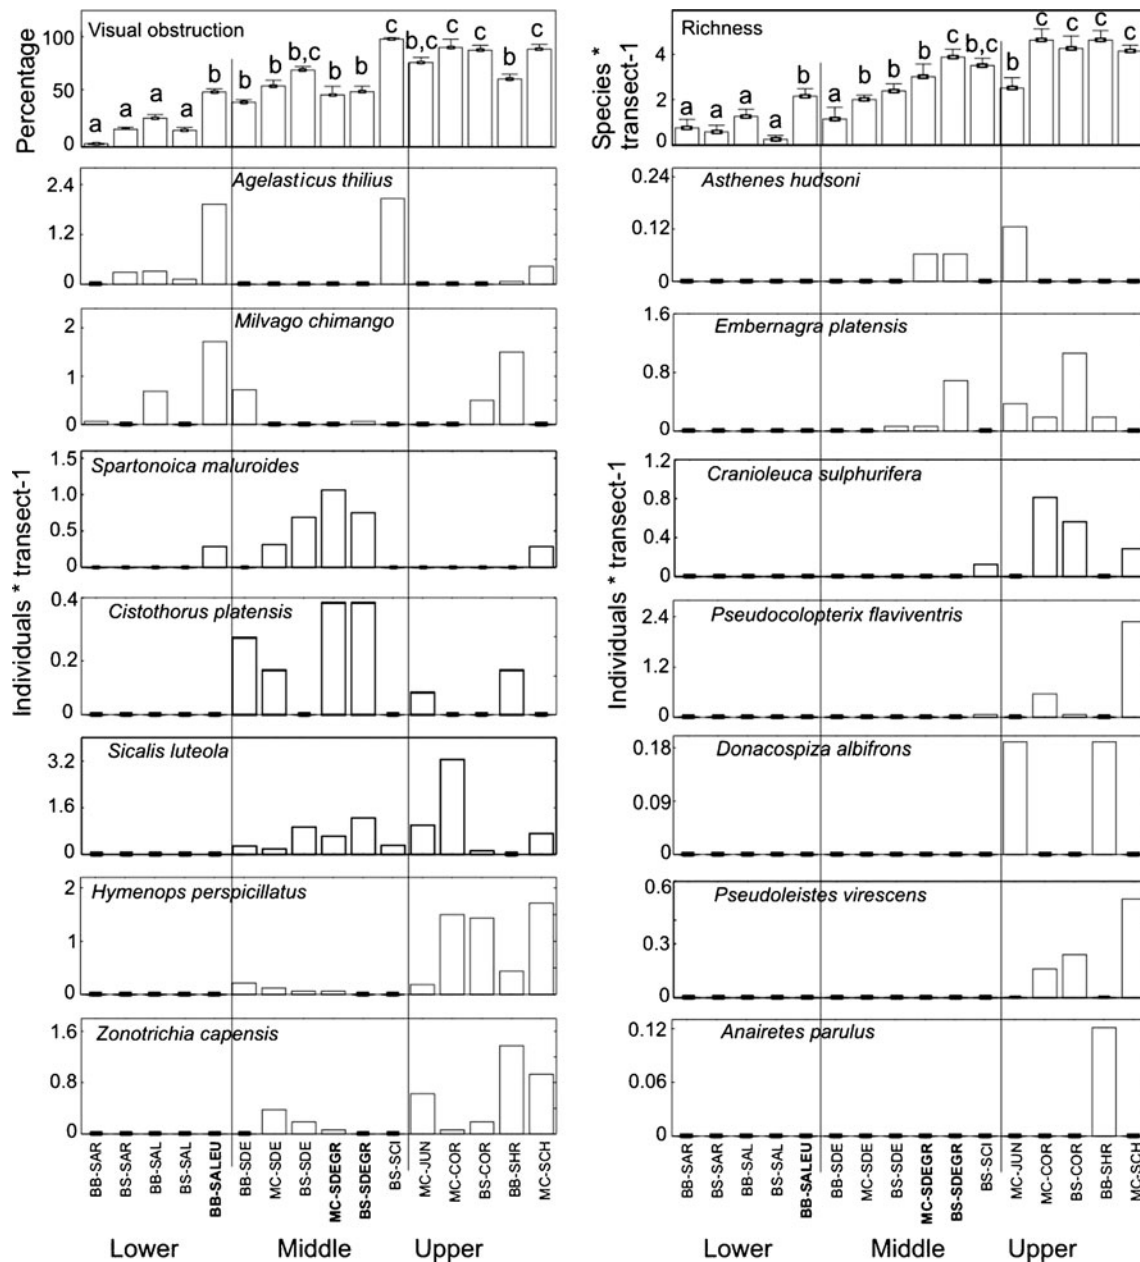 Visual obstruction
Percentage
100
50
0
a a a a b b b b,c b b c b,c c c b c
Agelasticus thilius
2.4
1.2
0
Milvago chimango
2
1
0
Individuals * transect-1
Spartonoica maluroides
1.5
1.0
0.5
0
Cistothorus platensis
0.4
0.2
0
Sicalis luteola
3.2
1.6
0
Hymenops perspicillatus
2
1
0
Zonotrichia capensis
1.6
0.8
0
BB-SAR
BS-SAR
BB-SAL
BS-SAL
BB-SALEU
BB-SDE
MC-SDE
BS-SDE
MC-SDEGR
BS-SDEGR
BS-SCI
MC-JUN
MC-COR
BS-COR
BB-SHR
MC-SCH
Lower Middle Upper
Richness
Species *
transect-1
4
2
0
a a a a b a b b b c b,c b c c c c
Asthenes hudsoni
0.24
0.12
0
Embernagra platensis
1.6
0.8
0
Individuals * transect-1
Cranioleuca sulphurifera
1.2
0.8
0.4
0
Pseudocolopterix flaviventris
2.4
1.2
0
Donacospiza albifrons
0.18
0.09
0
Pseudoleistes virescens
0.6
0.3
0
Anairetes parulus
0.12
0.06
0
BB-SAR
BS-SAR
BB-SAL
BS-SAL
BB-SALEU
BB-SDE
MC-SDE
BS-SDE
MC-SDEGR
BS-SDEGR
BS-SCI
MC-JUN
MC-COR
BS-COR
BB-SHR
MC-SCH
Lower Middle Upper